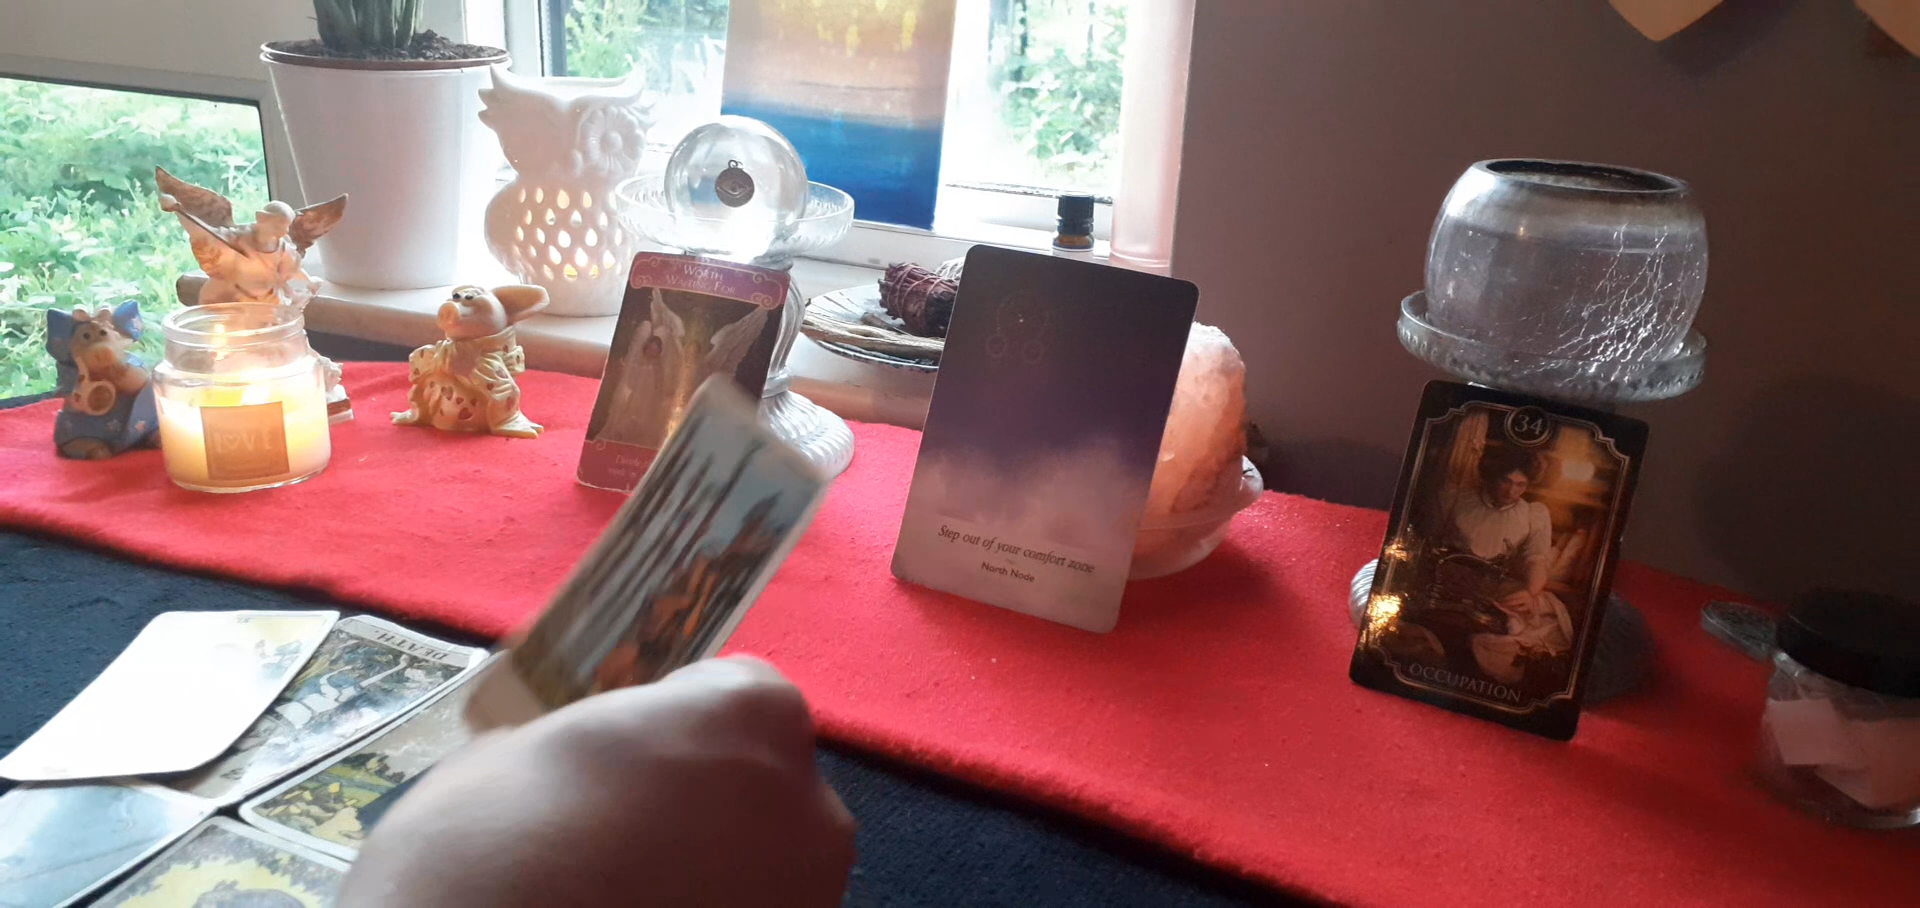 WORTH
WAITING FOR
LOVE
Step out of your comfort zone
North Node
34
OCCUPATION
DEATH.